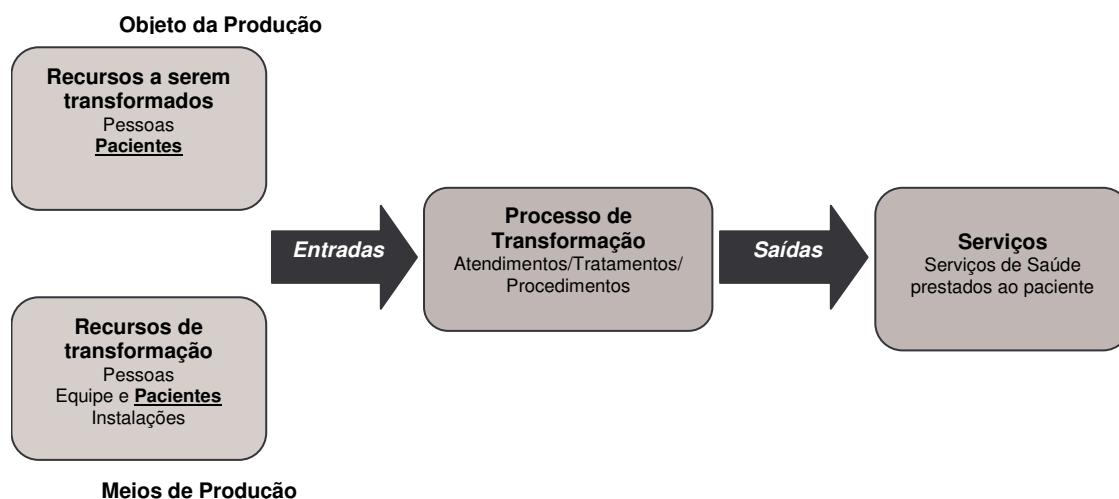 Objeto da Produção
Recursos a serem
transformados
Pessoas
Pacientes
Entradas
Processo de
Transformação
Atendimentos/Tratamentos/
Procedimentos
Saídas
Serviços
Serviços de Saúde
prestados ao paciente
Recursos de
transformação
Pessoas
Equipe e Pacientes
Instalações
Meios de Produção